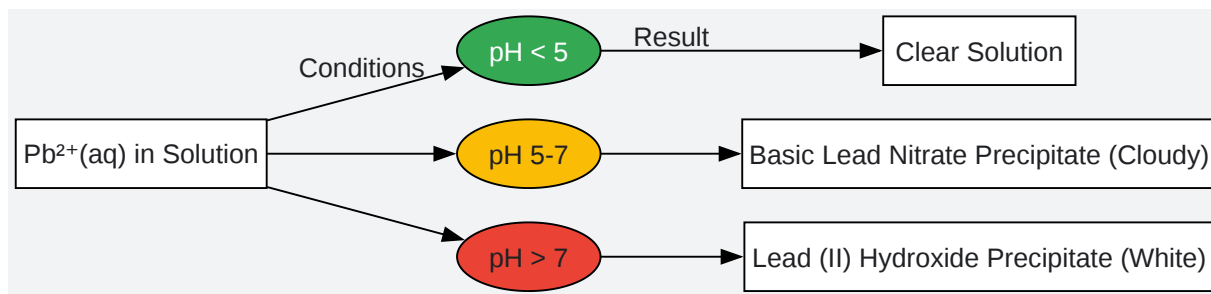 Pb²⁺(aq) in Solution
Conditions
pH < 5
Result
Clear Solution
pH 5-7
Basic Lead Nitrate Precipitate (Cloudy)
pH > 7
Lead (II) Hydroxide Precipitate (White)